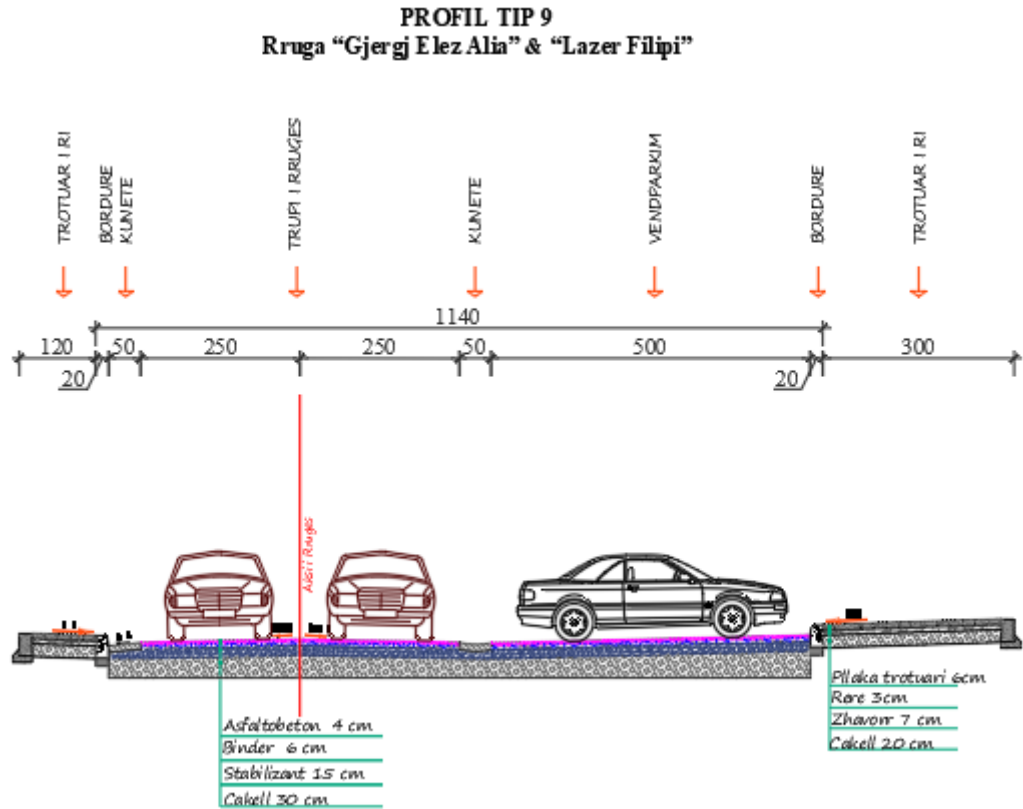 PROFIL TIP 9
Rruga “Gjergj Elez Alia” & “Lazer Filipi”
TROTUAR I RI
BORDURE
KUNETE
TRUPI I RRUGES
KUNETE
VENDPARKIM
BORDURE
TROTUAR I RI
1140
120 50 250 250 50 500 300
20 20
Aksi i Rruges
Asfaltobeton 4 cm
Binder 6 cm
Stabilizant 15 cm
Cakell 30 cm
Pllaka trotuari 6cm
Rere 3cm
Zhavorr 7 cm
Cakell 20 cm